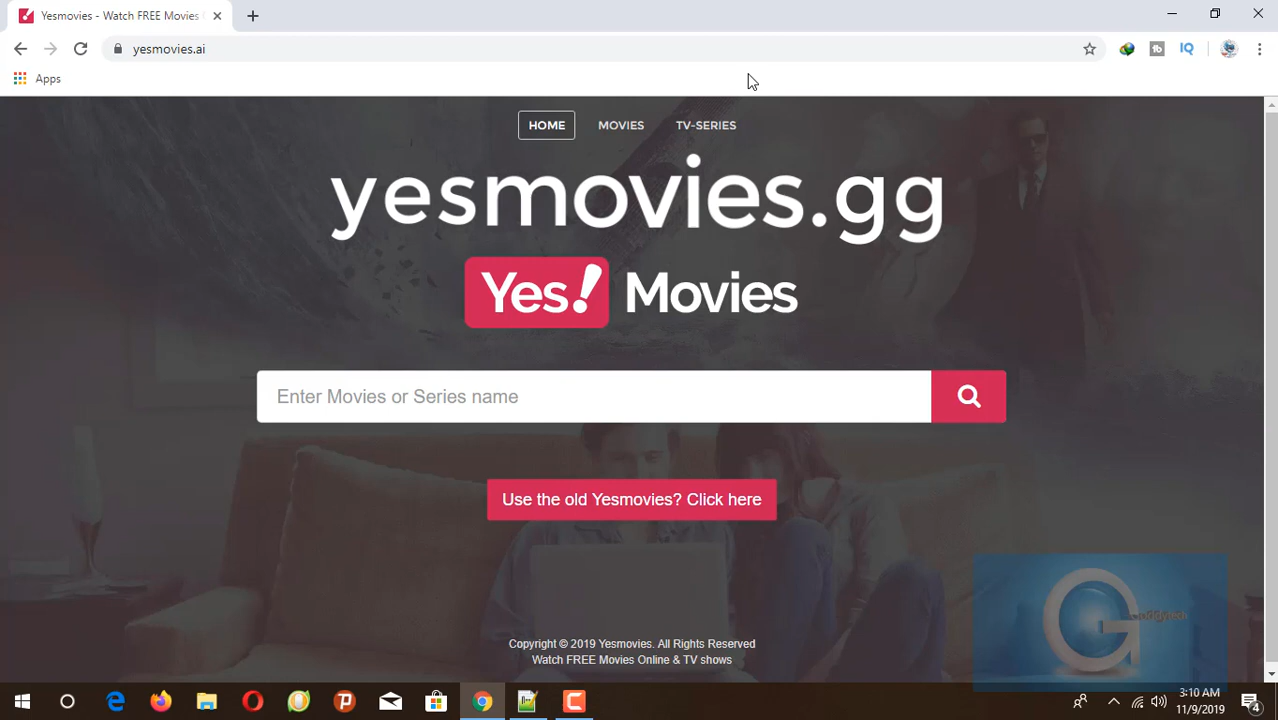 Yesmovies - Watch FREE Movies
yesmovies.ai
IQ
Apps
HOME MOVIES TV-SERIES
yesmovies.gg
Yes! Movies
Enter Movies or Series name
Use the old Yesmovies? Click here
Copyright © 2019 Yesmovies. All Rights Reserved
Watch FREE Movies Online & TV shows
3:10 AM
11/9/2019
4